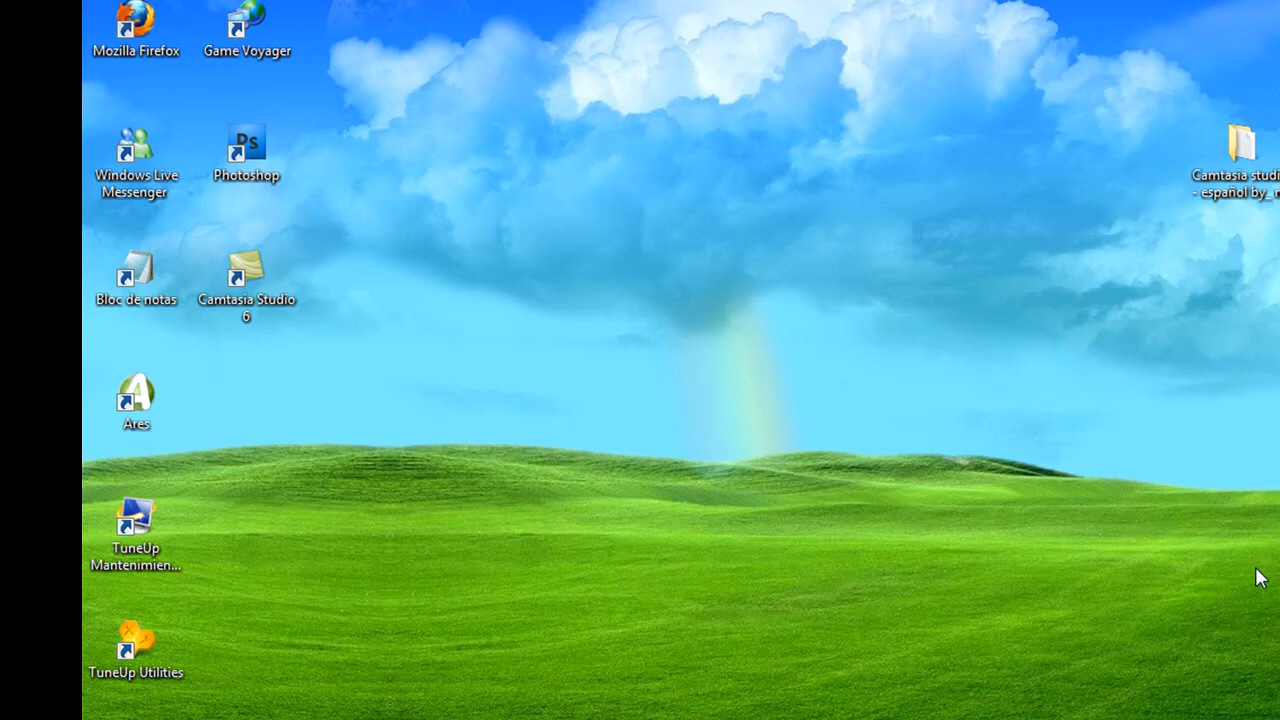 Mozilla Firefox
Game Voyager
Windows Live
Messenger
Ps
Photoshop
Camtasia studi
- español by_
Bloc de notas
Camtasia Studio
6
Ares
TuneUp
Mantenimien...
TuneUp Utilities